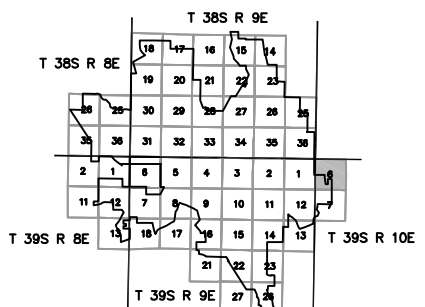 T 38S R 9E
18 17 16 15 14
T 38S R 8E
19 20 21 22 23
26 25 30 29 28 27 26 25
35 36 31 32 33 34 35 36
2 1 6 5 4 3 2 1 6
11 12 7 8 9 10 11 12 7
T 39S R 8E 13 18 17 16 15 14 13 T 39S R 10E
21 22 23
T 39S R 9E 27 26